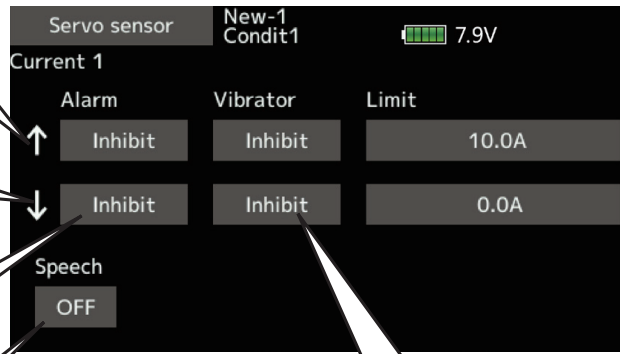 Servo sensor
New-1
Condit1
7.9V
Current 1
Alarm Vibrator Limit
↑ Inhibit Inhibit 10.0A
↓ Inhibit Inhibit 0.0A
Speech
OFF